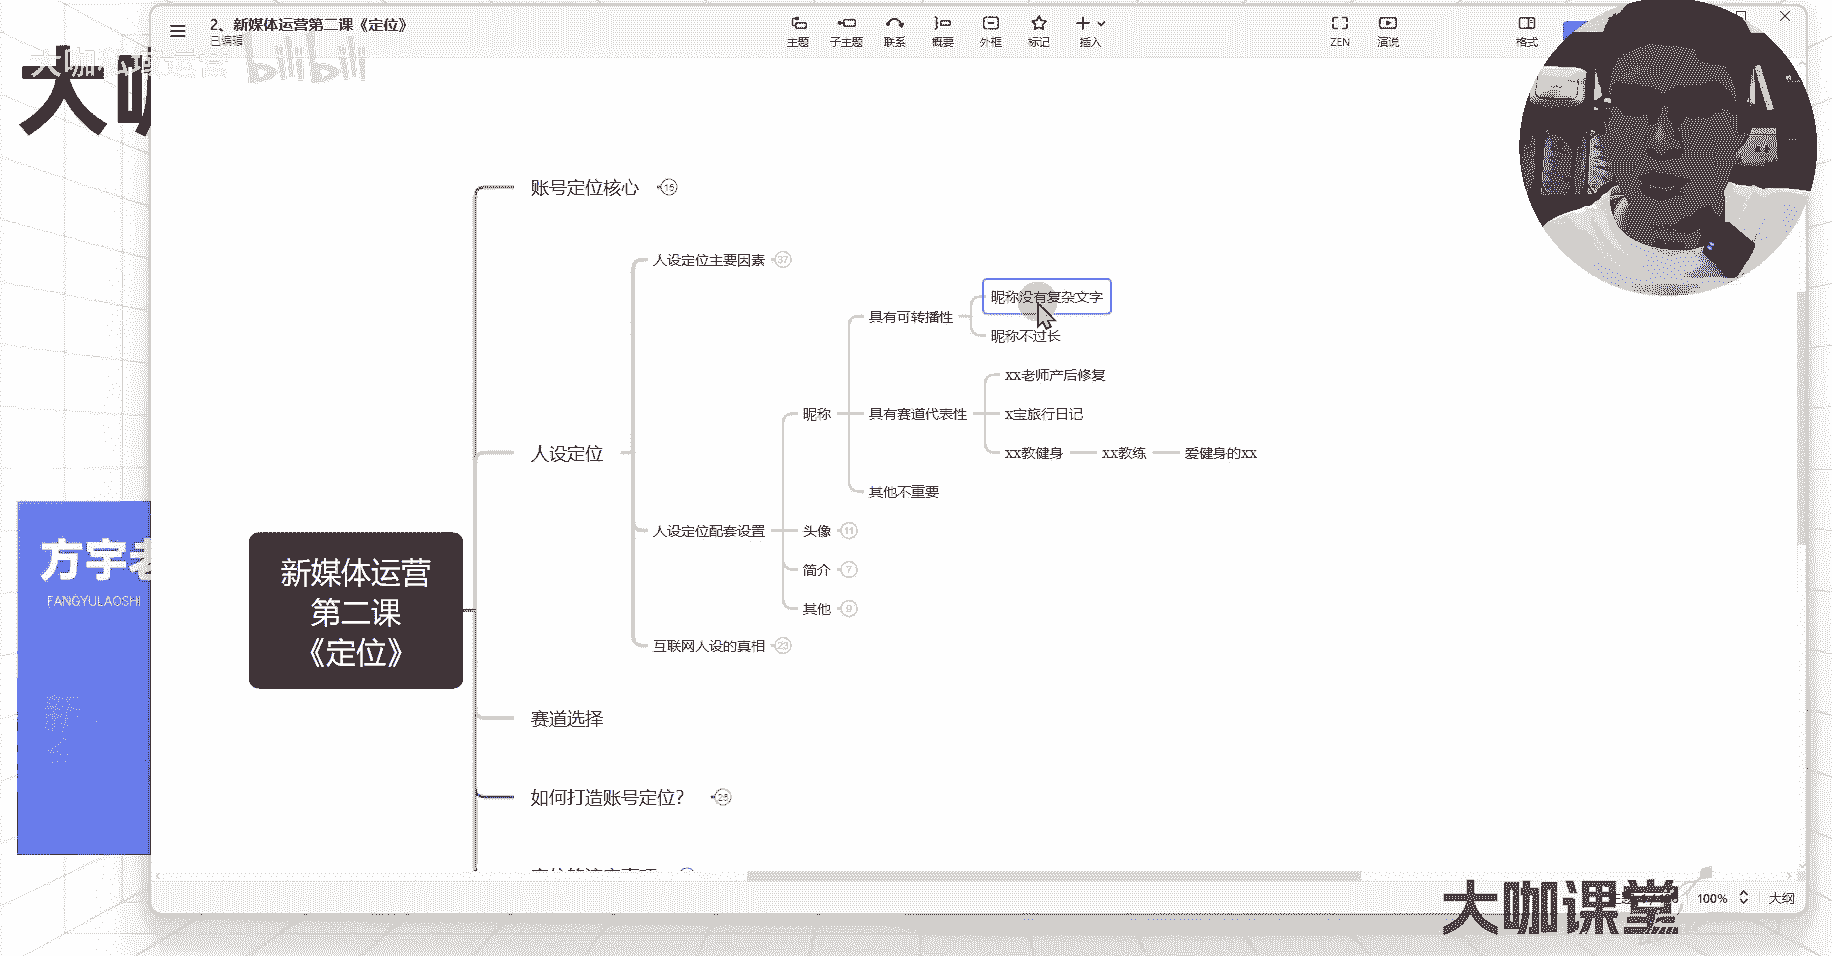 2、新媒体运营第二课《定位》
已编辑
主题
子主题
联系
概要
外框
标记
插入
ZEN
演说
格式
大咖私域运营
bilibili
大咖
账号定位核心
15
人设定位主要因素
37
昵称没有复杂文字
具有可转播性
昵称不过长
xx老师产后修复
昵称
具有赛道代表性
x宝旅行日记
人设定位
xx教健身
xx教练
爱健身的xx
其他不重要
人设定位配套设置
头像
11
简介
7
其他
9
互联网人设的真相
23
新媒体运营
第二课
《定位》
方宇老
FANGYULAOSHI
赛道选择
如何打造账号定位？
大咖课堂
100%
大纲